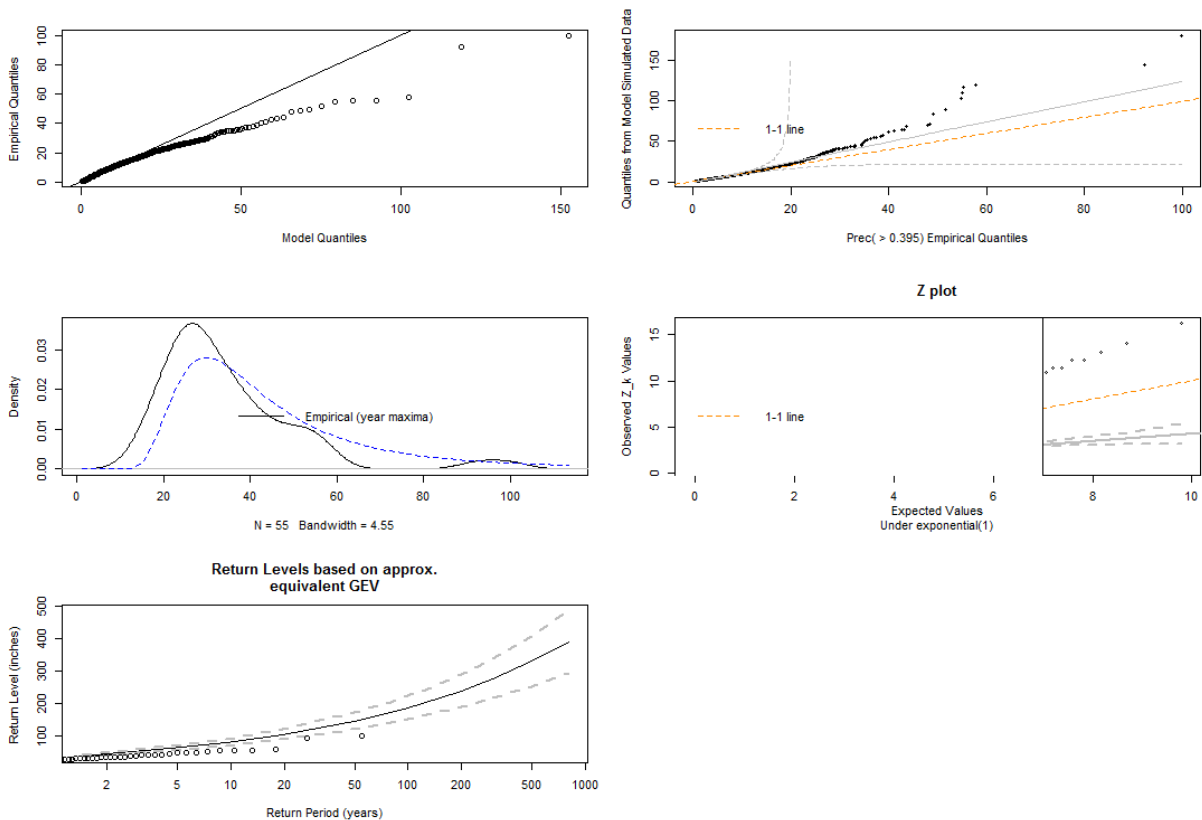 Empirical Quantiles
0 20 40 60 80 100
0 50 100 150
Model Quantiles
Quantiles from Model Simulated Data
0 50 100 150
1-1 line
0 20 40 60 80 100
Prec( > 0.395) Empirical Quantiles
Density
0.00 0.01 0.02 0.03
Empirical (year maxima)
0 20 40 60 80 100
N = 55 Bandwidth = 4.55
Z plot
Observed Z_k Values
0 5 10 15
1-1 line
0 2 4 6 8 10
Expected Values
Under exponential(1)
Return Levels based on approx.
equivalent GEV
Return Level (inches)
100 200 300 400 500
2 5 10 20 50 100 200 500 1000
Return Period (years)